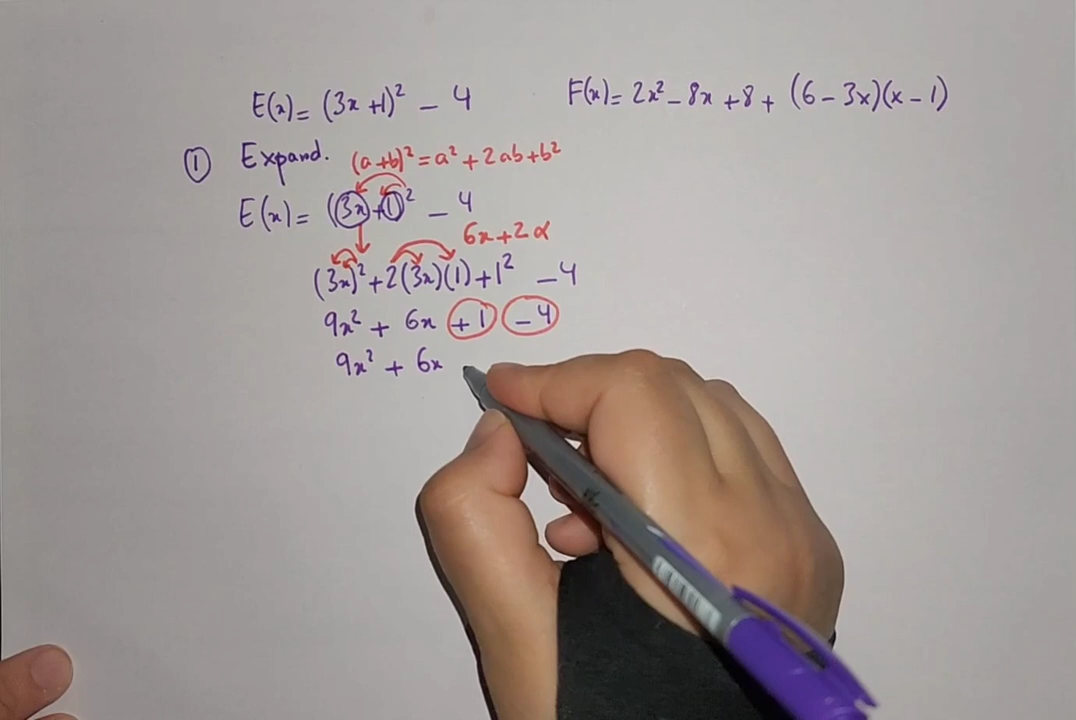 E(x) = (3x + 1)² - 4
F(x) = 2x² - 8x + 8 + (6 - 3x)(x - 1)
① Expand. (a+b)² = a² + 2ab + b²
E(x) = (3x + 1)² - 4
6x + 2α
(3x)² + 2(3x)(1) + 1² - 4
9x² + 6x + 1 - 4
9x² + 6x